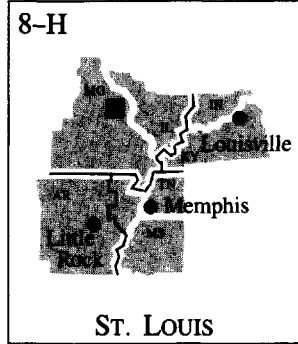 8–H
MO
IL
IN
KY
Louisville
AR
TN
Memphis
Little
Rock
MS
ST. LOUIS